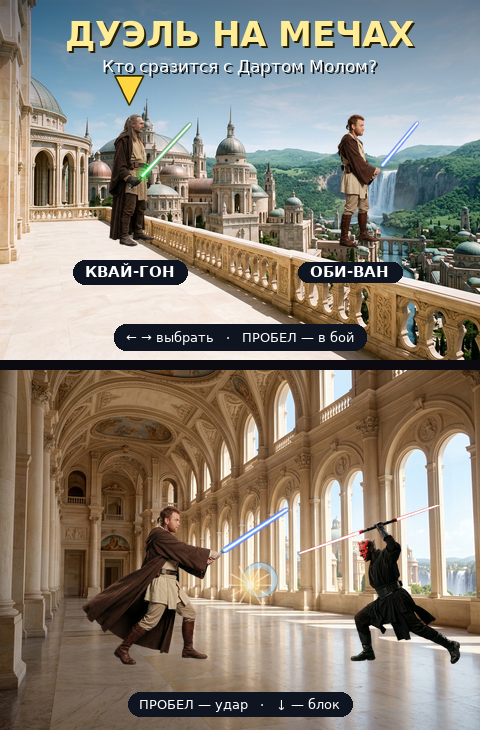 ДУЭЛЬ НА МЕЧАХ
Кто сразится с Дартом Молом?
КВАЙ-ГОН
ОБИ-ВАН
← → выбрать · ПРОБЕЛ — в бой
ПРОБЕЛ — удар · ↓ — блок